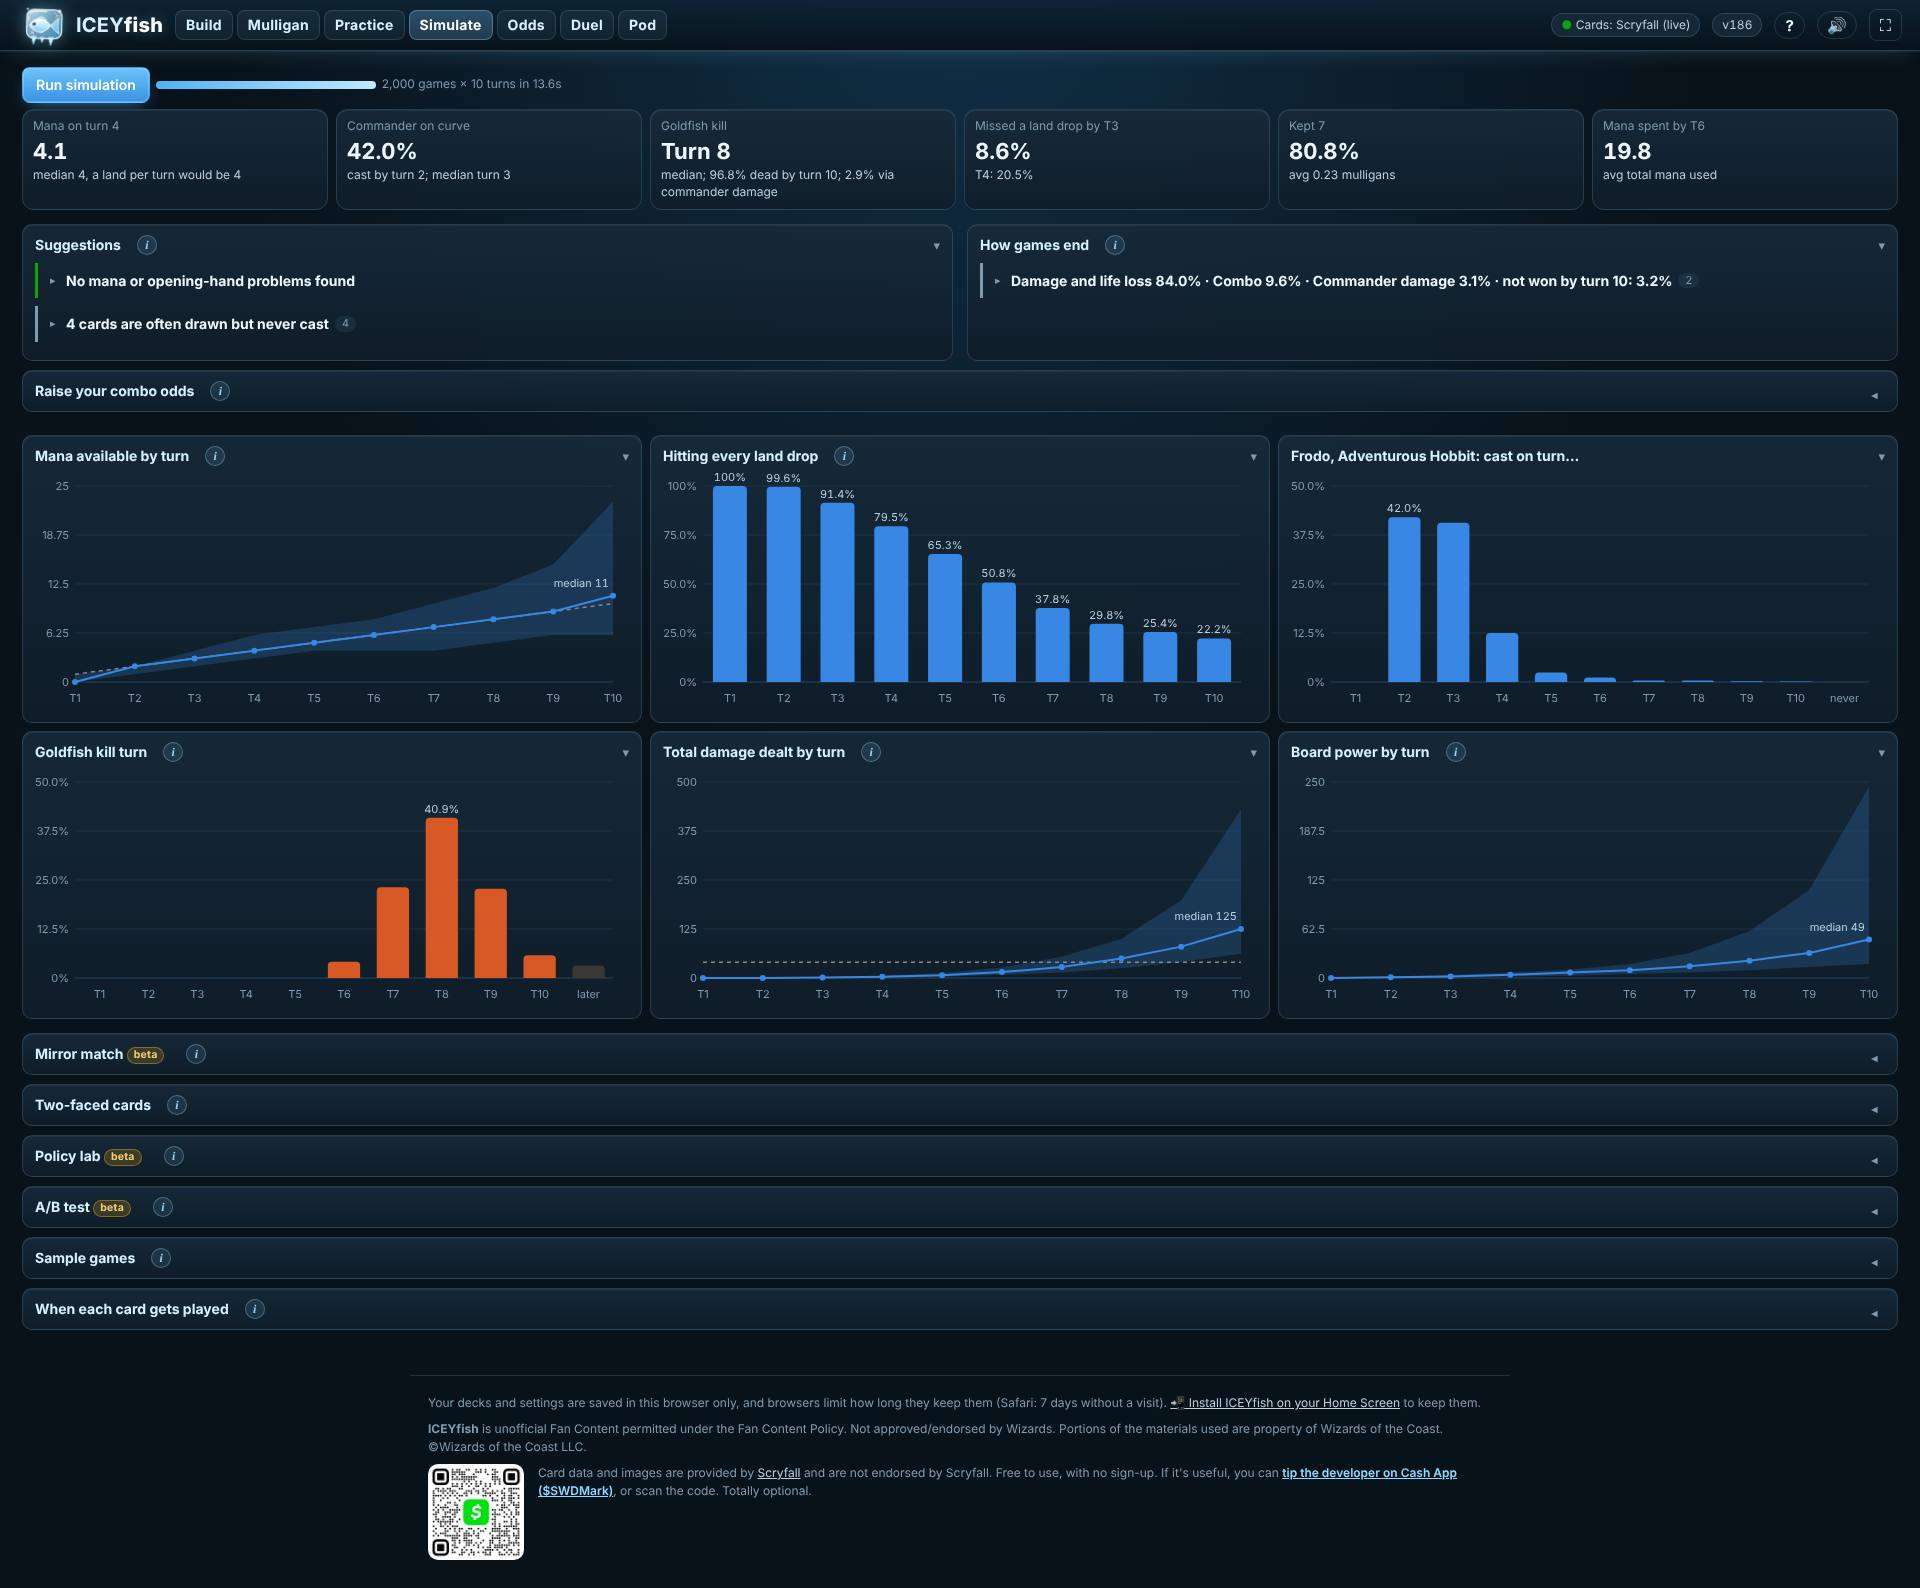 ICEYfish Build Mulligan Practice Simulate Odds Duel Pod Cards: Scryfall (live) v186 ?
Run simulation 2,000 games × 10 turns in 13.6s
Mana on turn 4
4.1
median 4, a land per turn would be 4
Commander on curve
42.0%
cast by turn 2; median turn 3
Goldfish kill
Turn 8
median; 96.8% dead by turn 10; 2.9% via
commander damage
Missed a land drop by T3
8.6%
T4: 20.5%
Kept 7
80.8%
avg 0.23 mulligans
Mana spent by T6
19.8
avg total mana used
Suggestions i
No mana or opening-hand problems found
4 cards are often drawn but never cast 4
How games end i
Damage and life loss 84.0% · Combo 9.6% · Commander damage 3.1% · not won by turn 10: 3.2% 2
Raise your combo odds i
Mana available by turn i
25
18.75
12.5
6.25
0
median 11
T1 T2 T3 T4 T5 T6 T7 T8 T9 T10
Hitting every land drop i
100%
75.0%
50.0%
25.0%
0%
100% 99.6% 91.4% 79.5% 65.3% 50.8% 37.8% 29.8% 25.4% 22.2%
T1 T2 T3 T4 T5 T6 T7 T8 T9 T10
Frodo, Adventurous Hobbit: cast on turn...
50.0%
37.5%
25.0%
12.5%
0%
42.0%
T1 T2 T3 T4 T5 T6 T7 T8 T9 T10 never
Goldfish kill turn i
50.0%
37.5%
25.0%
12.5%
0%
40.9%
T1 T2 T3 T4 T5 T6 T7 T8 T9 T10 later
Total damage dealt by turn i
500
375
250
125
0
median 125
T1 T2 T3 T4 T5 T6 T7 T8 T9 T10
Board power by turn i
250
187.5
125
62.5
0
median 49
T1 T2 T3 T4 T5 T6 T7 T8 T9 T10
Mirror match beta i
Two-faced cards i
Policy lab beta i
A/B test beta i
Sample games i
When each card gets played i
Your decks and settings are saved in this browser only, and browsers limit how long they keep them (Safari: 7 days without a visit). Install ICEYfish on your Home Screen to keep them.
ICEYfish is unofficial Fan Content permitted under the Fan Content Policy. Not approved/endorsed by Wizards. Portions of the materials used are property of Wizards of the Coast.
©Wizards of the Coast LLC.
Card data and images are provided by Scryfall and are not endorsed by Scryfall. Free to use, with no sign-up. If it's useful, you can tip the developer on Cash App
($SWDMark), or scan the code. Totally optional.
$